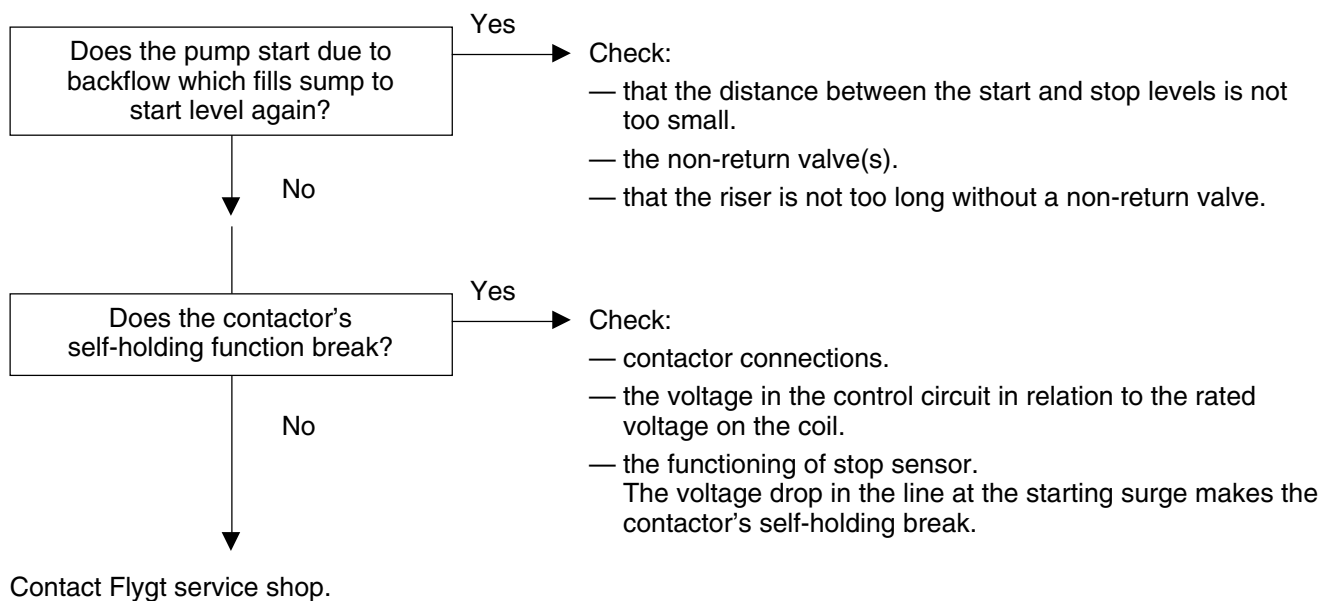 Does the pump start due to
backflow which fills sump to
start level again?
Yes
Check:
— that the distance between the start and stop levels is not
too small.
— the non-return valve(s).
— that the riser is not too long without a non-return valve.
No
Does the contactor’s
self-holding function break?
Yes
Check:
— contactor connections.
— the voltage in the control circuit in relation to the rated
voltage on the coil.
— the functioning of stop sensor.
The voltage drop in the line at the starting surge makes the
contactor’s self-holding break.
No
Contact Flygt service shop.